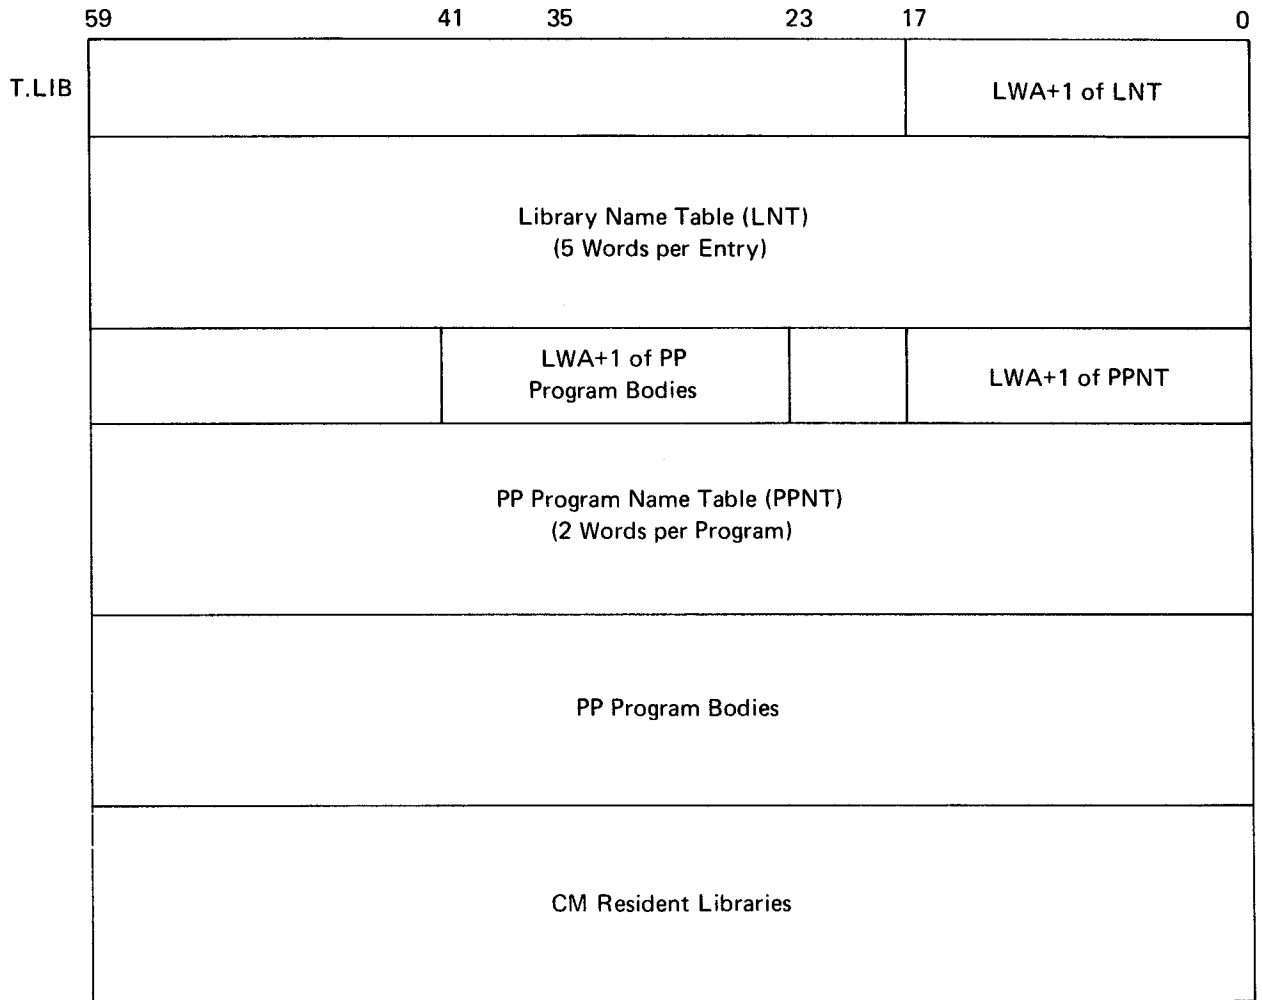 59 41 35 23 17 0
T.LIB
LWA+1 of LNT
Library Name Table (LNT)
(5 Words per Entry)
LWA+1 of PP
Program Bodies
LWA+1 of PPNT
PP Program Name Table (PPNT)
(2 Words per Program)
PP Program Bodies
CM Resident Libraries